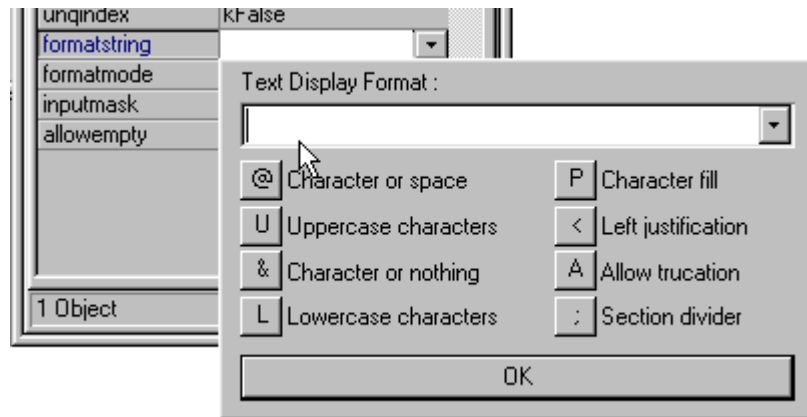 unqindex kFalse
formatstring
formatmode
inputmask
allowempty
1 Object
Text Display Format :
@ Character or space P Character fill
U Uppercase characters < Left justification
& Character or nothing A Allow trucation
L Lowercase characters ; Section divider
OK